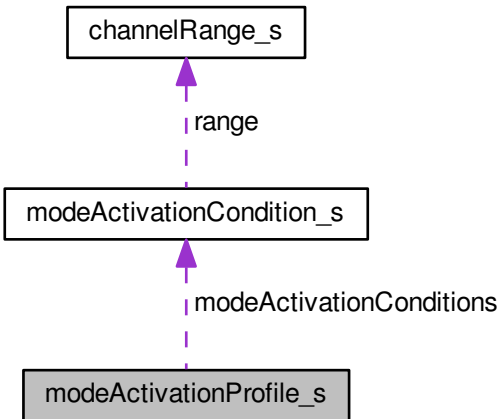 channelRange_s
range
modeActivationCondition_s
modeActivationConditions
modeActivationProfile_s